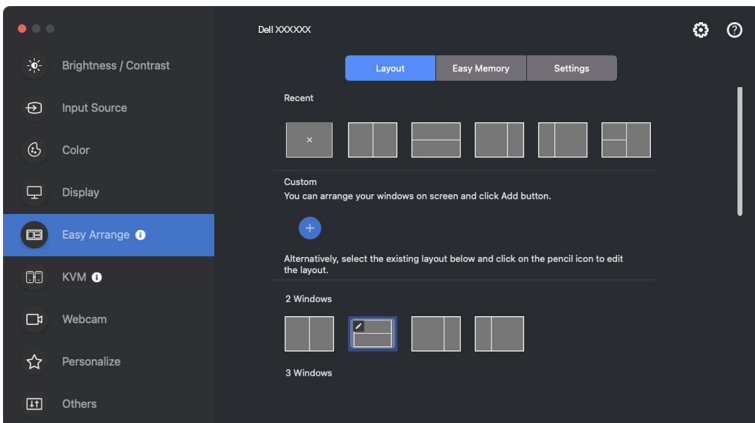 Dell XXXXXX
Brightness / Contrast
Input Source
Color
Display
Easy Arrange
KVM
Webcam
Personalize
Others
Layout
Easy Memory
Settings
Recent
Custom
You can arrange your windows on screen and click Add button.
Alternatively, select the existing layout below and click on the pencil icon to edit
the layout.
2 Windows
3 Windows